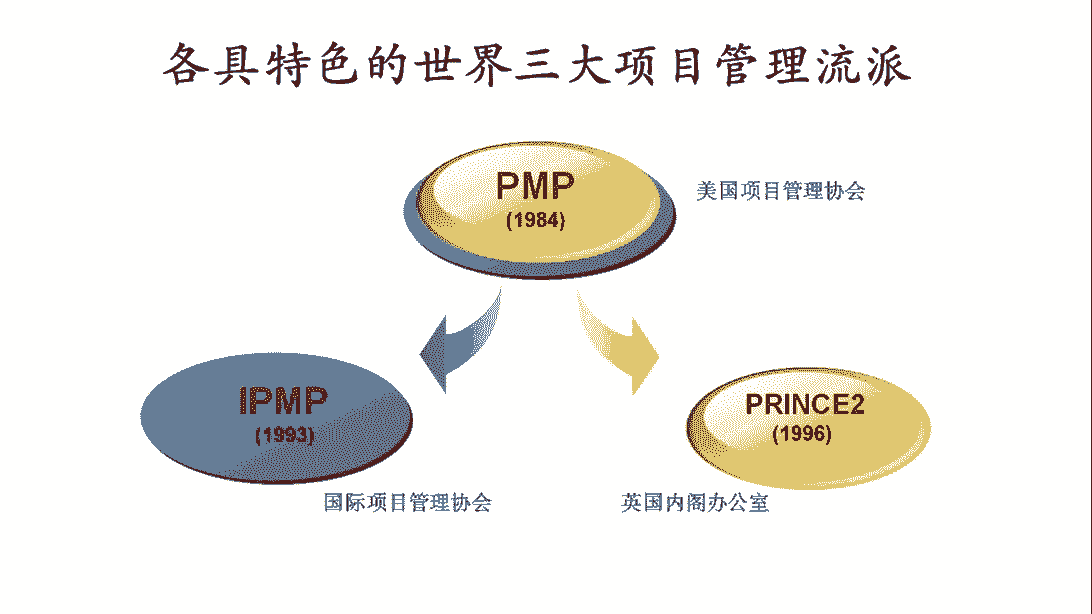 各具特色的世界三大项目管理流派
PMP
(1984)
美国项目管理协会
IPMP
(1993)
国际项目管理协会
PRINCE2
(1996)
英国内阁办公室